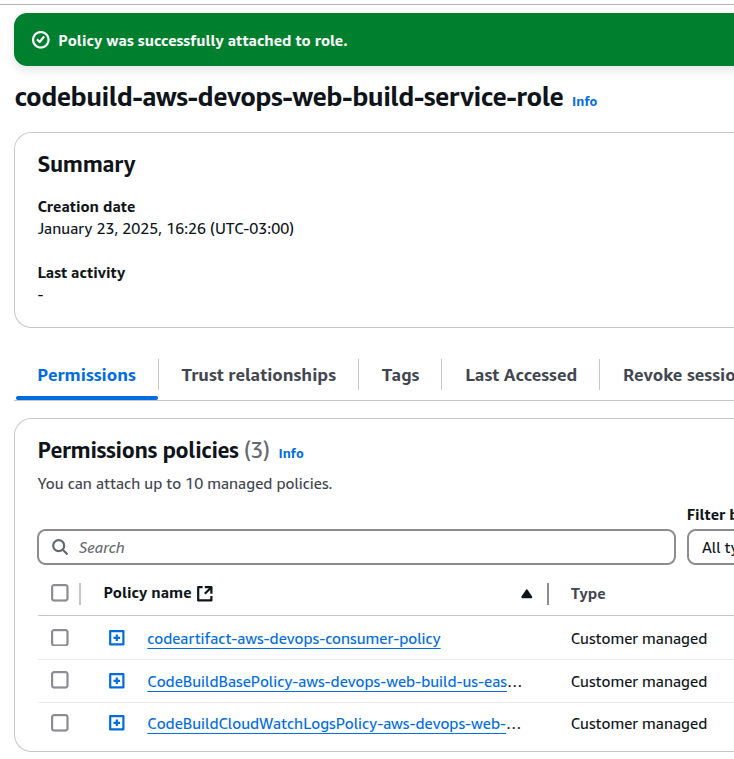 Policy was successfully attached to role.
codebuild-aws-devops-web-build-service-role Info
Summary
Creation date
January 23, 2025, 16:26 (UTC-03:00)
Last activity
-
Permissions Trust relationships Tags Last Accessed Revoke sessio
Permissions policies (3) Info
You can attach up to 10 managed policies.
Filter b
Search All ty
Policy name Type
codeartifact-aws-devops-consumer-policy Customer managed
CodeBuildBasePolicy-aws-devops-web-build-us-eas... Customer managed
CodeBuildCloudWatchLogsPolicy-aws-devops-web-... Customer managed